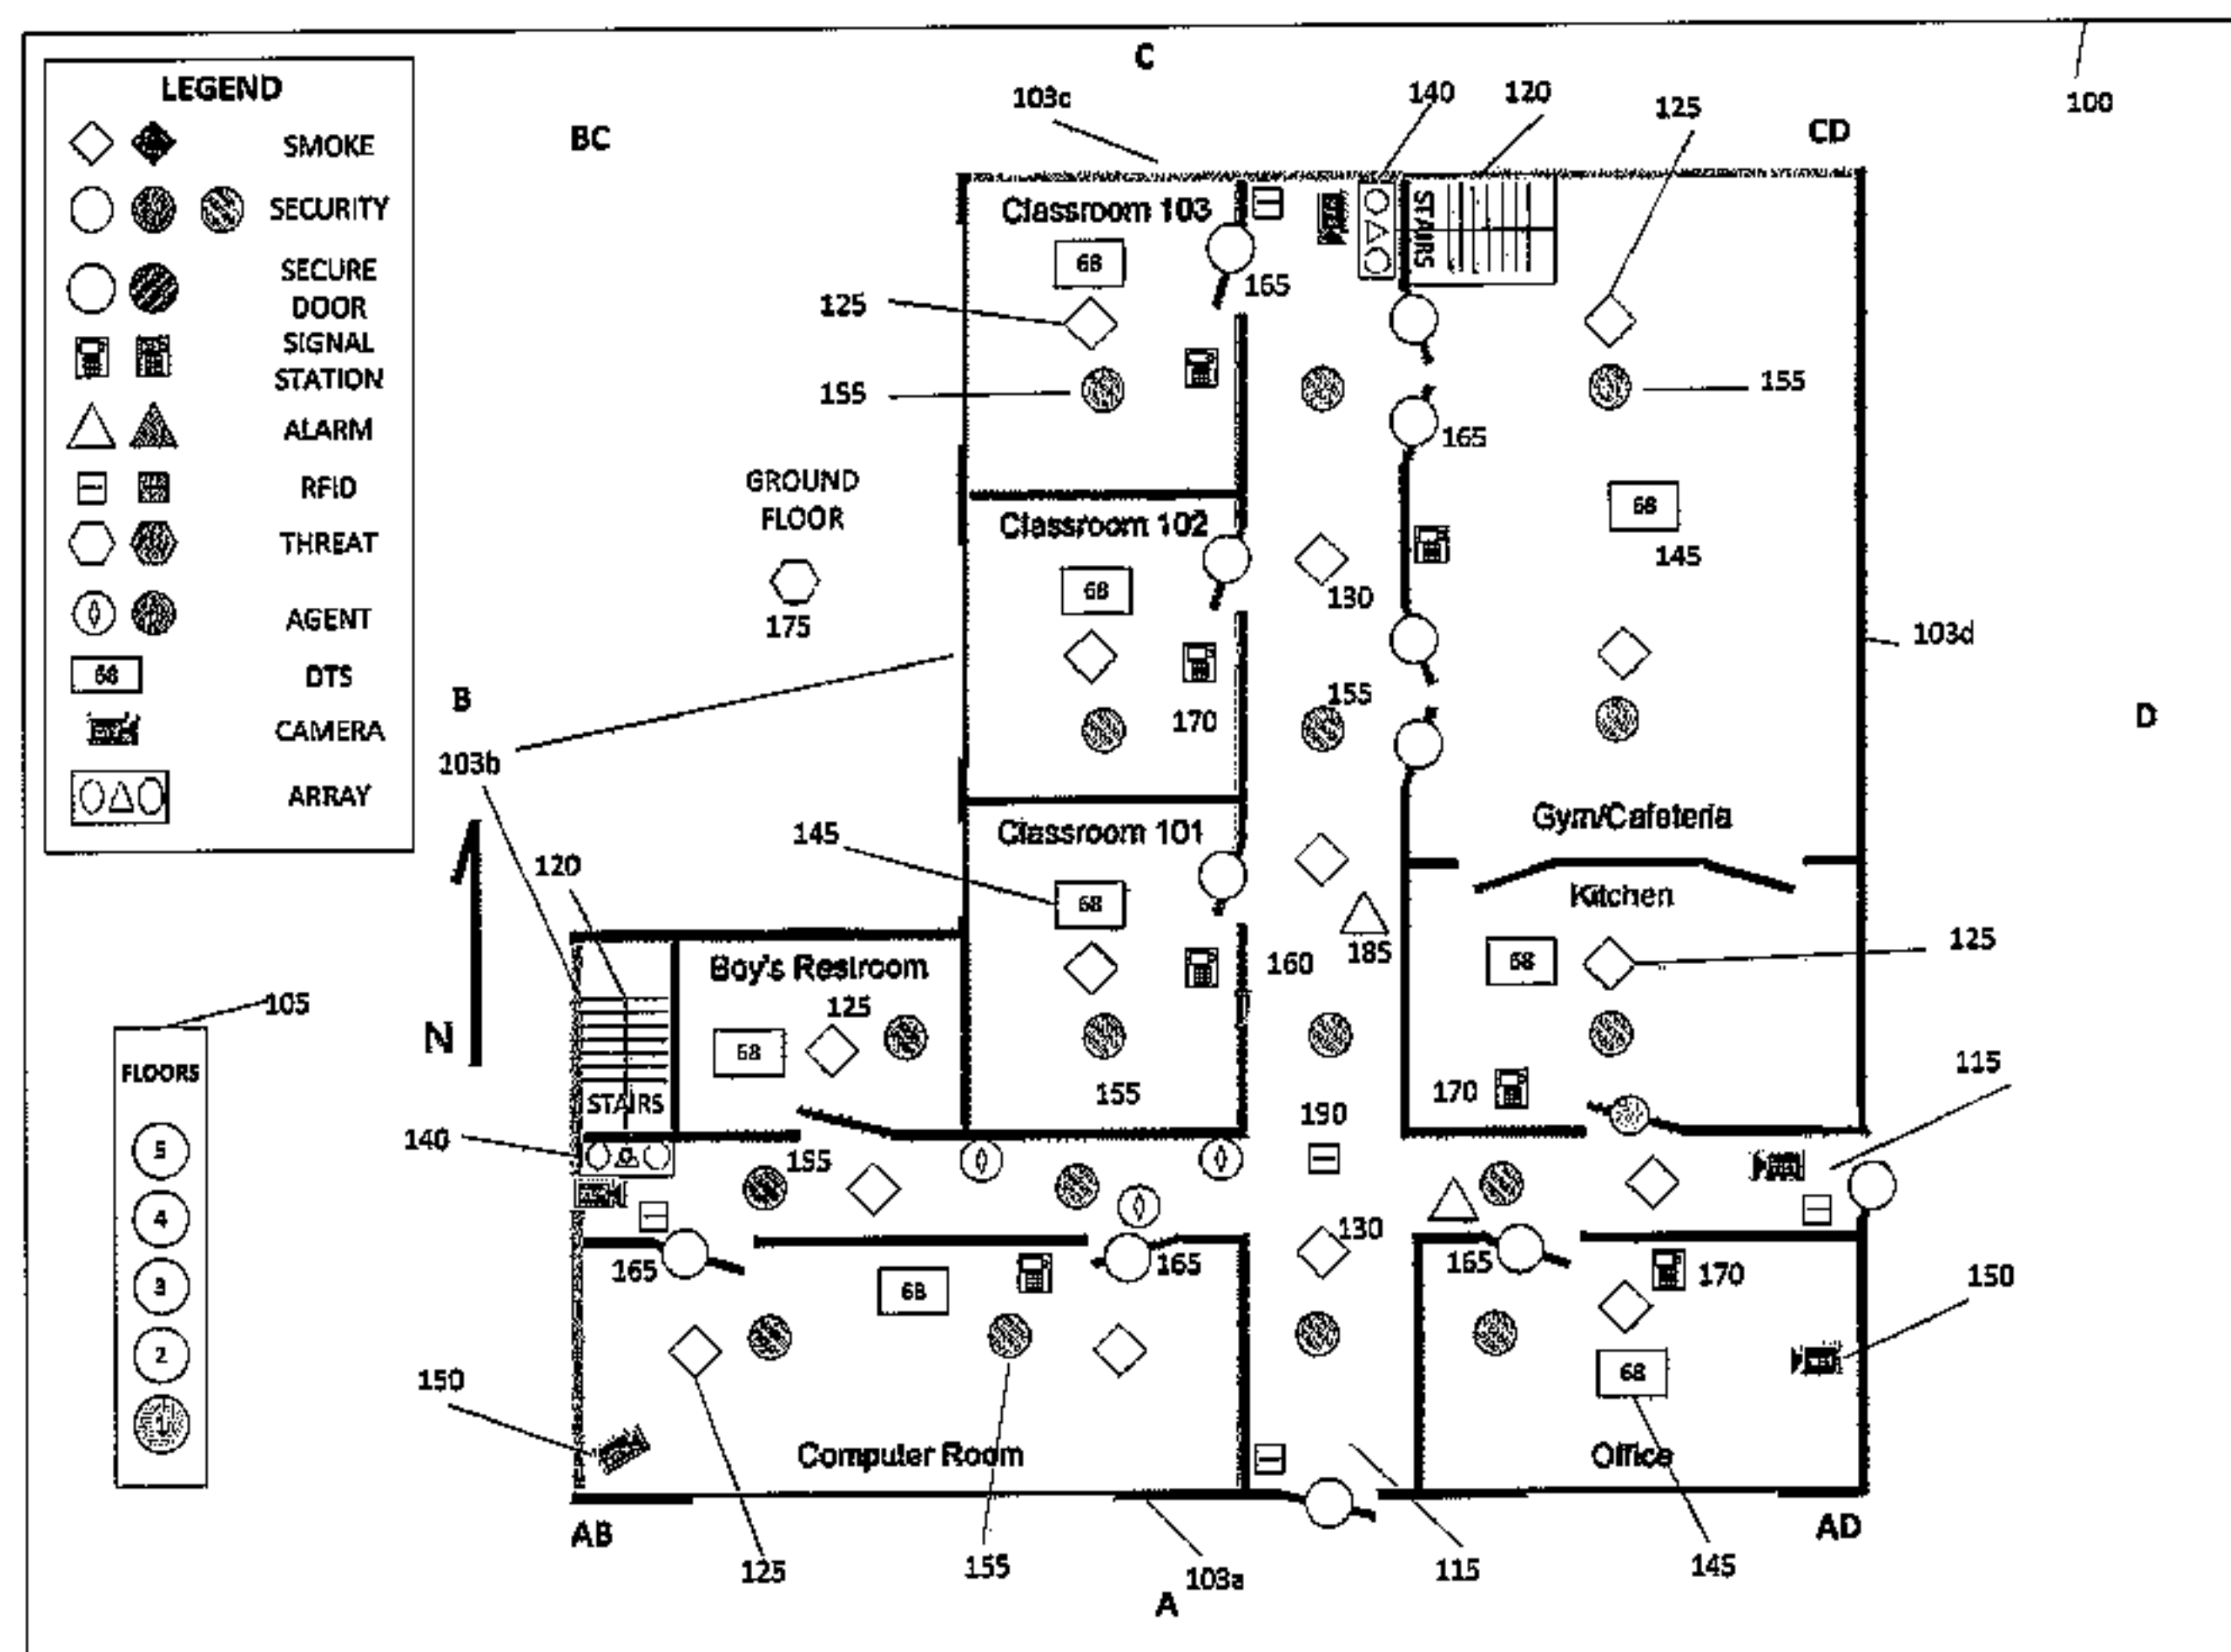 C
100
LEGEND
SMOKE
SECURITY
SECURE
DOOR
SIGNAL
STATION
ALARM
RFID
THREAT
AGENT
68
DTS
CAMERA
ARRAY
BC
103c
140
120
125
CD
Classroom 103
STAIRS
68
165
125
155
155
165
GROUND
FLOOR
175
Classroom 102
68
68
145
130
103d
B
103b
170
155
D
Gym/Cafeteria
Classroom 101
145
120
68
Kitchen
185
160
68
125
Boy's Restroom
125
68
N
105
FLOORS
5
4
3
2
1
STAIRS
155
190
170
115
140
195
130
165
165
165
170
68
150
150
68
Computer Room
Office
AB
AD
125
155
103a
115
145
A